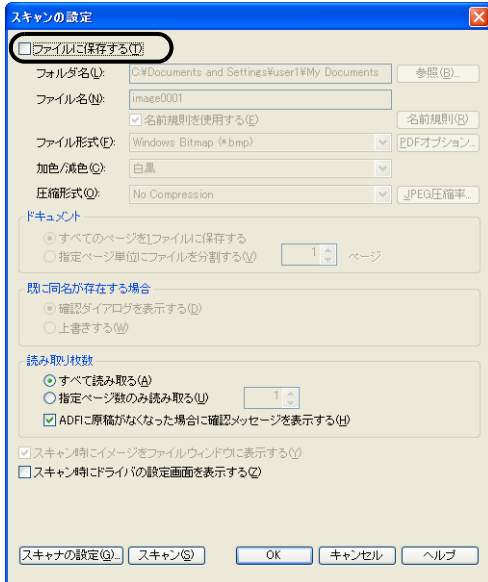 スキャンの設定
ファイルに保存する(T)
フォルダ名(L): C:¥Documents and Settings¥user1¥My Documents 参照(B)...
ファイル名(N): image0001
名前規則を使用する(E) 名前規則(R)
ファイル形式(F): Windows Bitmap (*.bmp) PDFオプション...
加色/減色(C): 白黒
圧縮形式(O): No Compression JPEG圧縮率...
ドキュメント
すべてのページを1ファイルに保存する
指定ページ単位にファイルを分割する(V) 1 ページ
既に同名が存在する場合
確認ダイアログを表示する(D)
上書きする(W)
読み取り枚数
すべて読み取る(A)
指定ページ数のみ読み取る(U) 1
ADFに原稿がなくなった場合に確認メッセージを表示する(H)
スキャン時にイメージをファイルウィンドウに表示する(Y)
スキャン時にドライバの設定画面を表示する(Z)
スキャナの設定(G)... スキャン(S) OK キャンセル ヘルプ